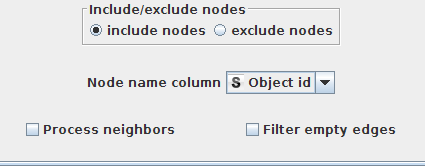 Include/exclude nodes
include nodes exclude nodes
Node name column S Object id
Process neighbors Filter empty edges